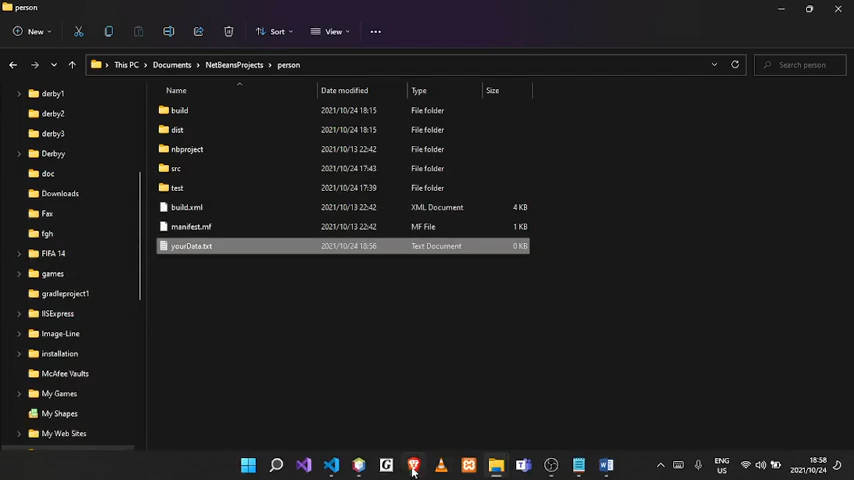 person
New
Sort
View
This PC > Documents > NetBeansProjects > person
Search person
Name
Date modified
Type
Size
derby1
derby2
derby3
Derbyy
doc
Downloads
Fax
fgh
FIFA 14
games
gradleproject1
IISExpress
Image-Line
installation
McAfee Vaults
My Games
My Shapes
My Web Sites
build 2021/10/24 18:15 File folder
dist 2021/10/24 18:15 File folder
nbproject 2021/10/13 22:42 File folder
src 2021/10/24 17:43 File folder
test 2021/10/24 17:39 File folder
build.xml 2021/10/13 22:42 XML Document 4 KB
manifest.mf 2021/10/13 22:42 MF File 1 KB
yourData.txt 2021/10/24 18:56 Text Document 0 KB
ENG
US
18:58
2021/10/24